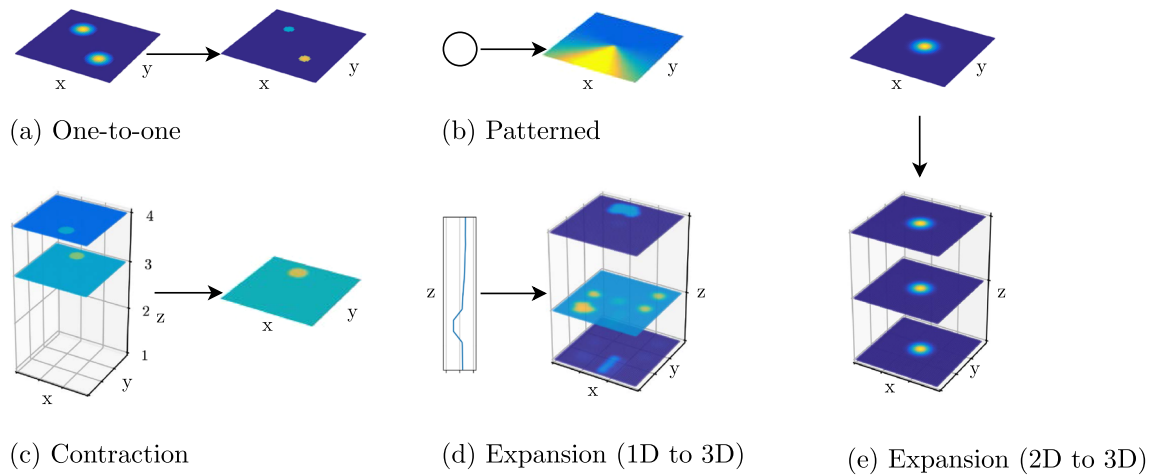 x
y
x
y
(a) One-to-one
x
y
(b) Patterned
x
y
4
3
2
z
1
y
x
x
y
(c) Contraction
z
z
y
x
(d) Expansion (1D to 3D)
z
y
x
(e) Expansion (2D to 3D)